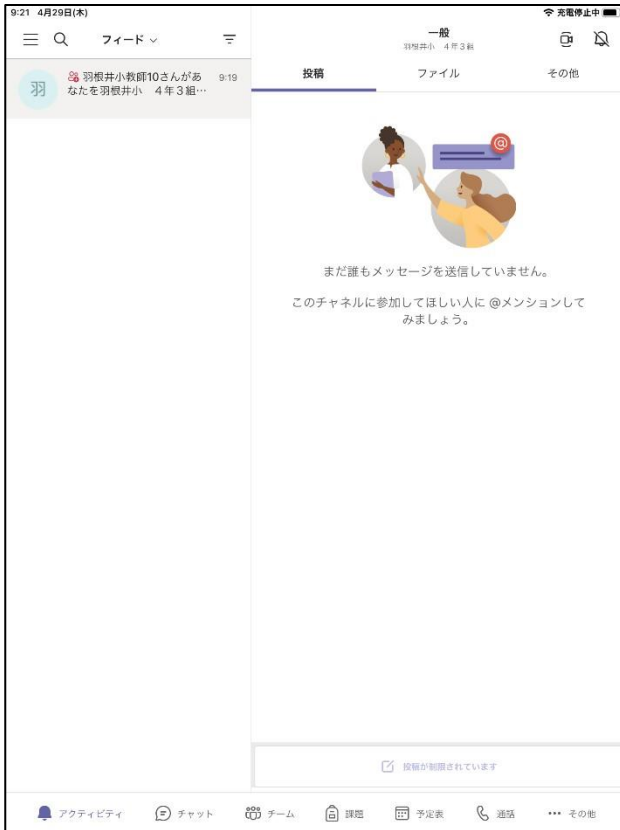 9:21 4月29日(木)
充電停止中
フィード
一般
羽根井小 4年3組
羽
羽根井小教師10さんがあ
なたを羽根井小 4年3組…
9:19
投稿
ファイル
その他
@
まだ誰もメッセージを送信していません。
このチャネルに参加してほしい人に @メンションして
みましょう。
投稿が制限されています
アクティビティ
チャット
チーム
課題
予定表
通話
その他